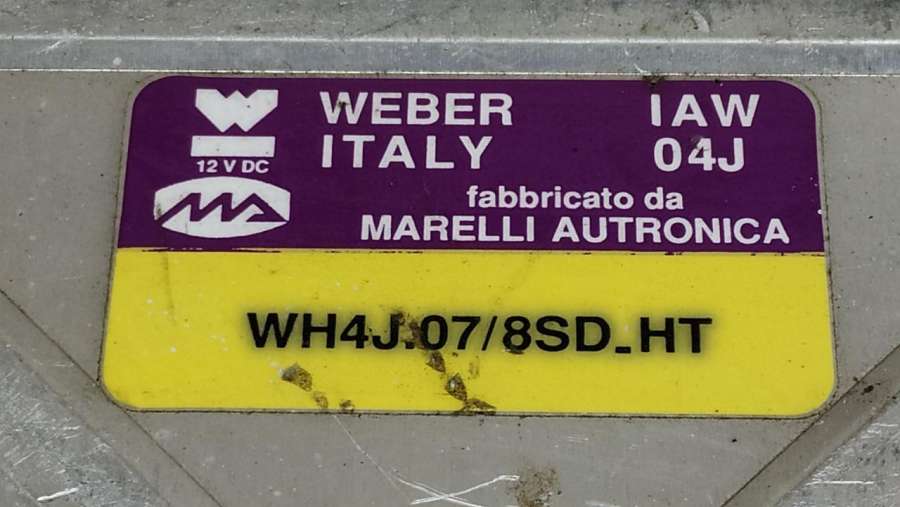 WEBER IAW
ITALY 04J
12 V DC
fabbricato da
MARELLI AUTRONICA
WH4J.07/8SD_HT